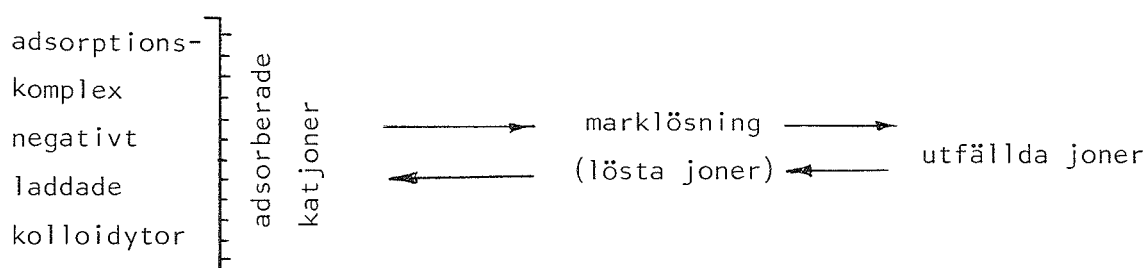 adsorptions-
komplex
negativt
laddade
kolloidytor
adsorberade
katjoner
marklösning
(lösta joner)
utfällda joner